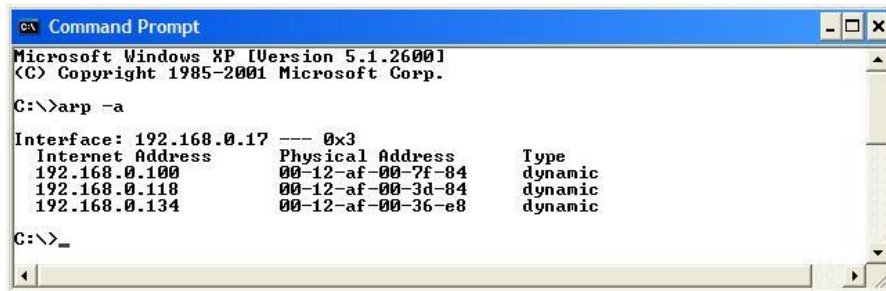 Command Prompt
Microsoft Windows XP [Version 5.1.2600]
(C) Copyright 1985-2001 Microsoft Corp.
C:\>arp -a
Interface: 192.168.0.17 --- 0x3
Internet Address Physical Address Type
192.168.0.100 00-12-af-00-7f-84 dynamic
192.168.0.118 00-12-af-00-3d-84 dynamic
192.168.0.134 00-12-af-00-36-e8 dynamic
C:\>_